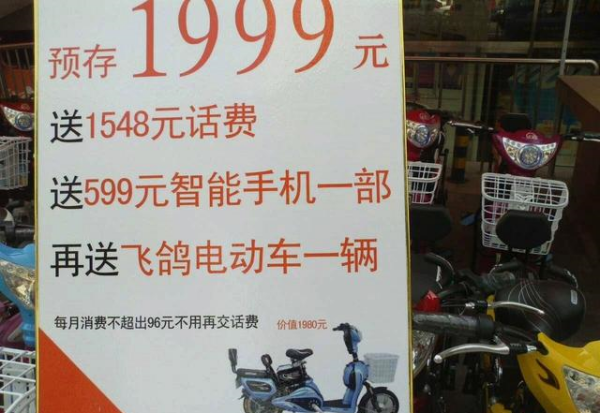 预存1999元
送1548元话费
送599元智能手机一部
再送飞鸽电动车一辆
每月消费不超出96元不用再交话费
价值1980元